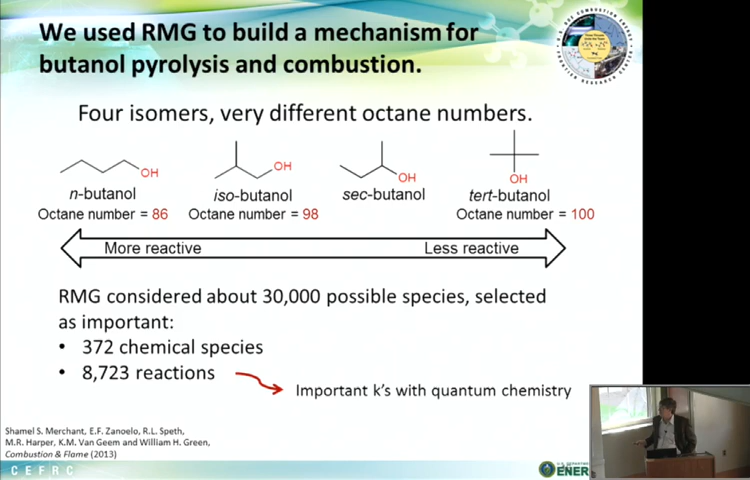 We used RMG to build a mechanism for
butanol pyrolysis and combustion.
Four isomers, very different octane numbers.
OH
OH
OH
OH
n-butanol
iso-butanol
sec-butanol
tert-butanol
Octane number = 86
Octane number = 98
Octane number = 100
More reactive
Less reactive
RMG considered about 30,000 possible species, selected
as important:
• 372 chemical species
• 8,723 reactions
Important k's with quantum chemistry
Shamel S. Merchant, E.F. Zanoelo, R.L. Speth,
M.R. Harper, K.M. Van Geem and William H. Green,
Combustion & Flame (2013)
CEFRC
ENER